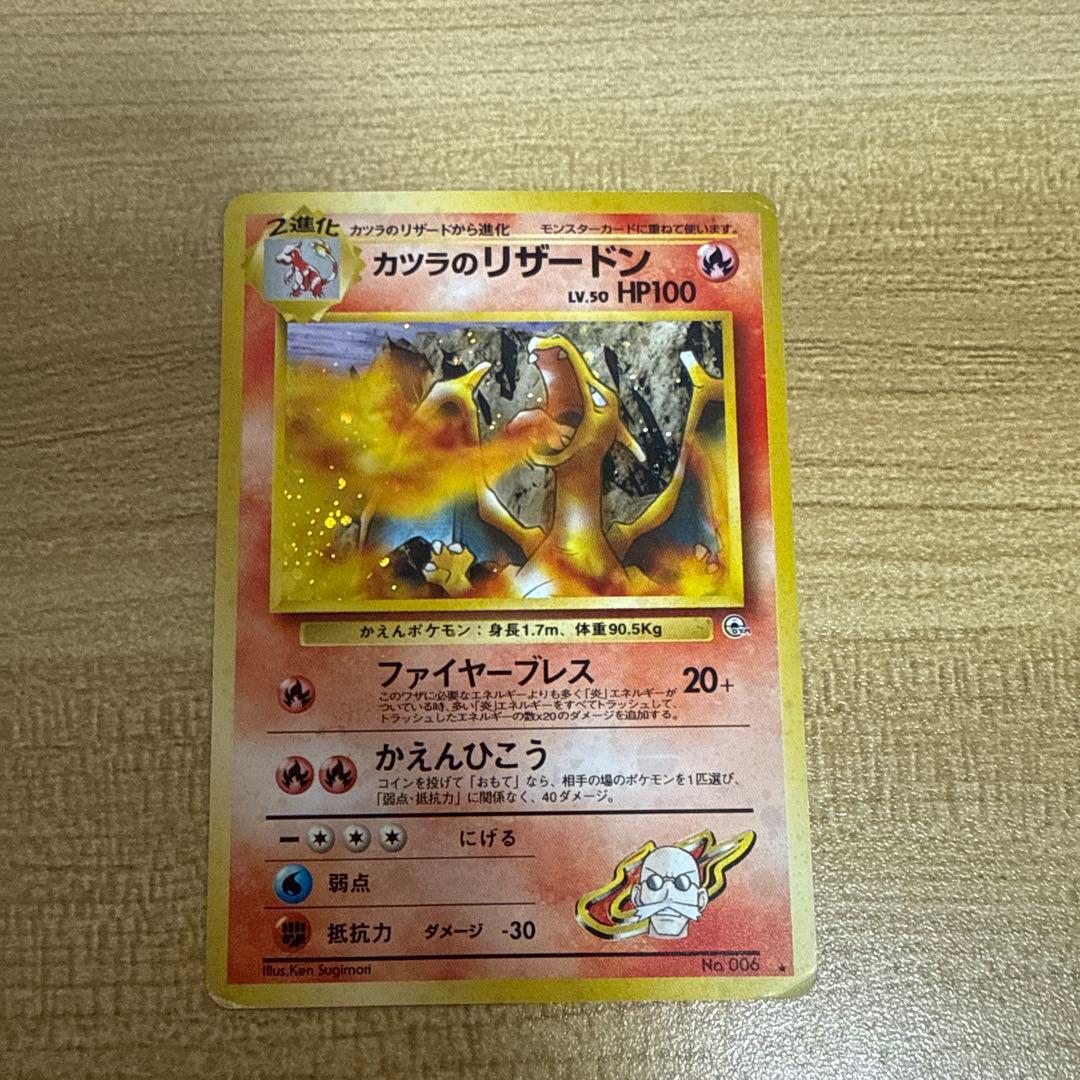 2進化 カツラのリザードから進化 モンスターカードに重ねて使います。
カツラのリザードン
LV.50 HP100
かえんポケモン:身長1.7m、体重90.5Kg
GYM
ファイヤーブレス 20+
このワザに必要なエネルギーよりも多く「炎」エネルギーが
ついている時、多い「炎」エネルギーをすべてトラッシュして、
トラッシュしたエネルギーの数x20のダメージを追加する。
かえんひこう
コインを投げて「おもて」なら、相手の場のポケモンを1匹選び、
「弱点・抵抗力」に関係なく、40ダメージ。
ー にげる
弱点
抵抗力 ダメージ -30
Illus.Ken Sugimori No. 006 ★